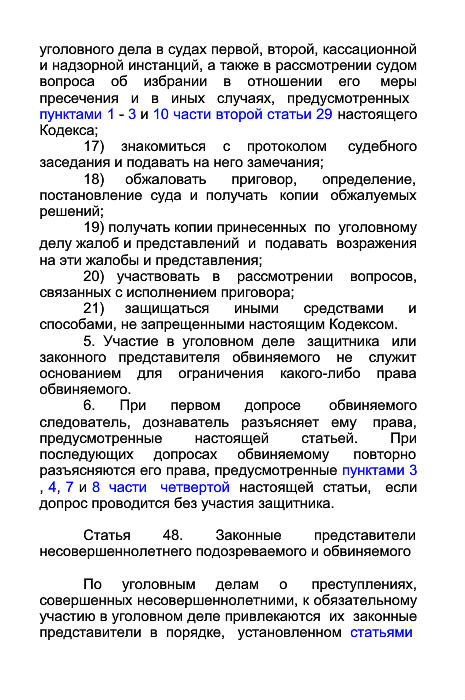 уголовного дела в судах первой, второй, кассационной
и надзорной инстанций, а также в рассмотрении судом
вопроса об избрании в отношении его меры
пресечения и в иных случаях, предусмотренных
пунктами 1 - 3 и 10 части второй статьи 29 настоящего
Кодекса;
17) знакомиться с протоколом судебного
заседания и подавать на него замечания;
18) обжаловать приговор, определение,
постановление суда и получать копии обжалуемых
решений;
19) получать копии принесенных по уголовному
делу жалоб и представлений и подавать возражения
на эти жалобы и представления;
20) участвовать в рассмотрении вопросов,
связанных с исполнением приговора;
21) защищаться иными средствами и
способами, не запрещенными настоящим Кодексом.
5. Участие в уголовном деле защитника или
законного представителя обвиняемого не служит
основанием для ограничения какого-либо права
обвиняемого.
6. При первом допросе обвиняемого
следователь, дознаватель разъясняет ему права,
предусмотренные настоящей статьей. При
последующих допросах обвиняемому повторно
разъясняются его права, предусмотренные пунктами 3
, 4, 7 и 8 части четвертой настоящей статьи, если
допрос проводится без участия защитника.
Статья 48. Законные представители
несовершеннолетнего подозреваемого и обвиняемого
По уголовным делам о преступлениях,
совершенных несовершеннолетними, к обязательному
участию в уголовном деле привлекаются их законные
представители в порядке, установленном статьями